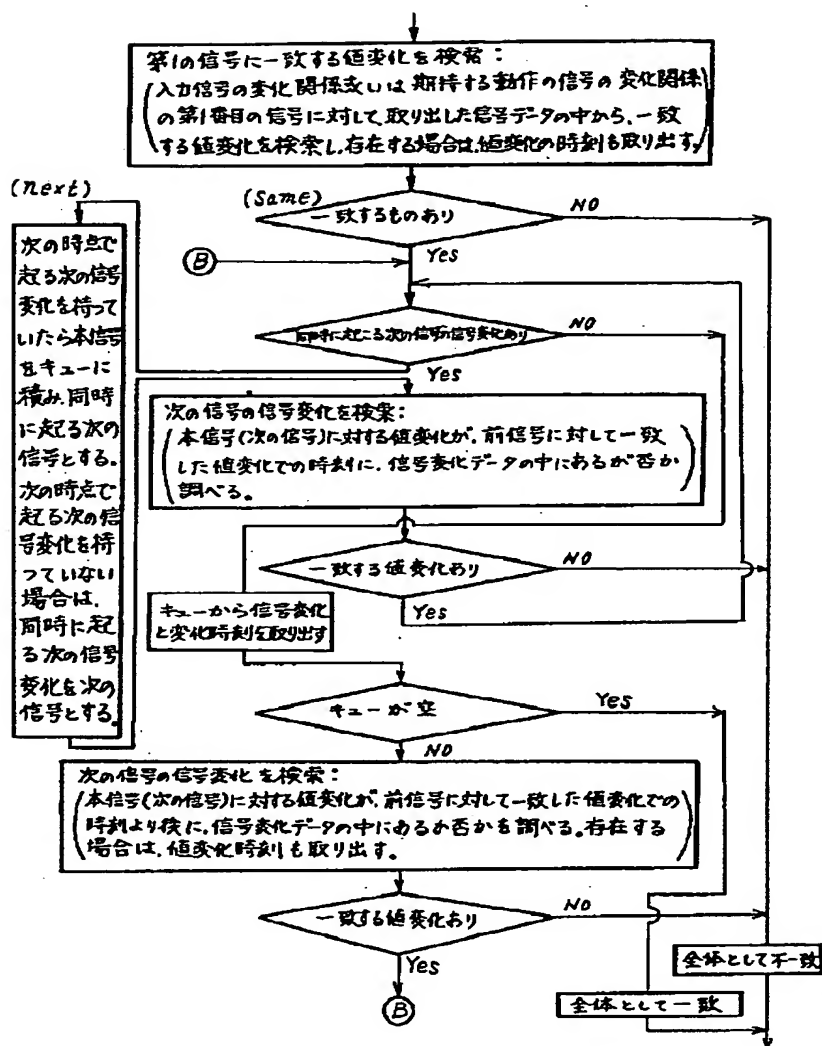 第1の信号に一致する値変化を検索:
(入力信号の変化関係或いは期待する動作の信号の変化関係
の第1番目の信号に対して、取り出した信号データの中から、一致
する値変化を検索し、存在する場合は、値変化の時刻も取り出す。)
(next)
(Same)
一致するものあり
NO
Yes
B
次の時点で
起る次の信号
変化を持って
いたら本信号
をキューに
積み、同時
に起る次の
信号とする。
次の時点で
起る次の信
号変化を持
っていない
場合は、
同時に起
る次の信号
変化を次の
信号とする。
同時に起こる次の信号の信号変化あり
NO
Yes
次の信号の信号変化を検索:
(本信号(次の信号)に対する値変化が、前信号に対して一致
した値変化での時刻に、信号変化データの中にあるか否か
調べる。)
一致する値変化あり
NO
Yes
キューから信号変化
と変化時刻を取り出す
キューが空
Yes
NO
次の信号の信号変化を検索:
(本信号(次の信号)に対する値変化が、前信号に対して一致した値変化での
時刻より後に、信号変化データの中にあるか否かを調べる。存在する
場合は、値変化時刻も取り出す。)
一致する値変化あり
NO
Yes
B
全体として不一致
全体として一致